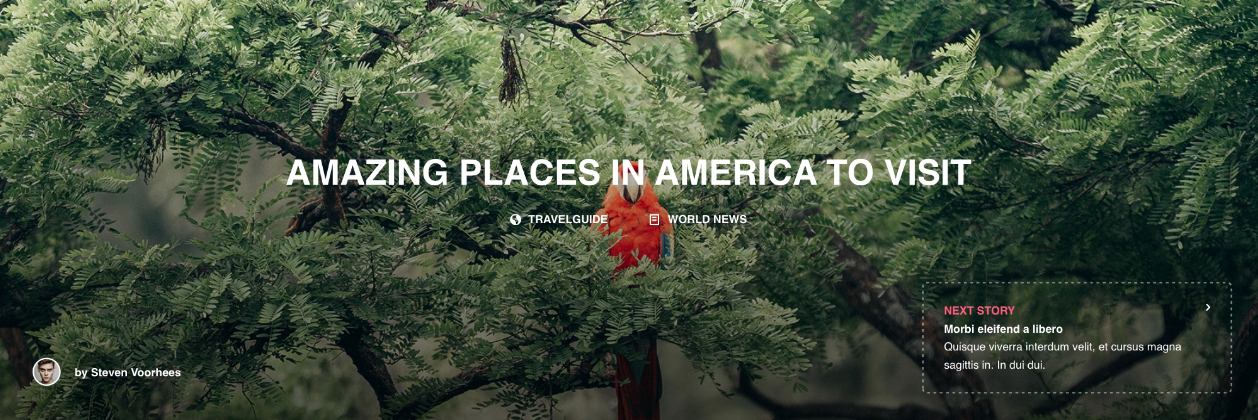 AMAZING PLACES IN AMERICA TO VISIT
TRAVELGUIDE WORLD NEWS
NEXT STORY
Morbi eleifend a libero
Quisque viverra interdum velit, et cursus magna
sagittis in. In dui dui.
by Steven Voorhees